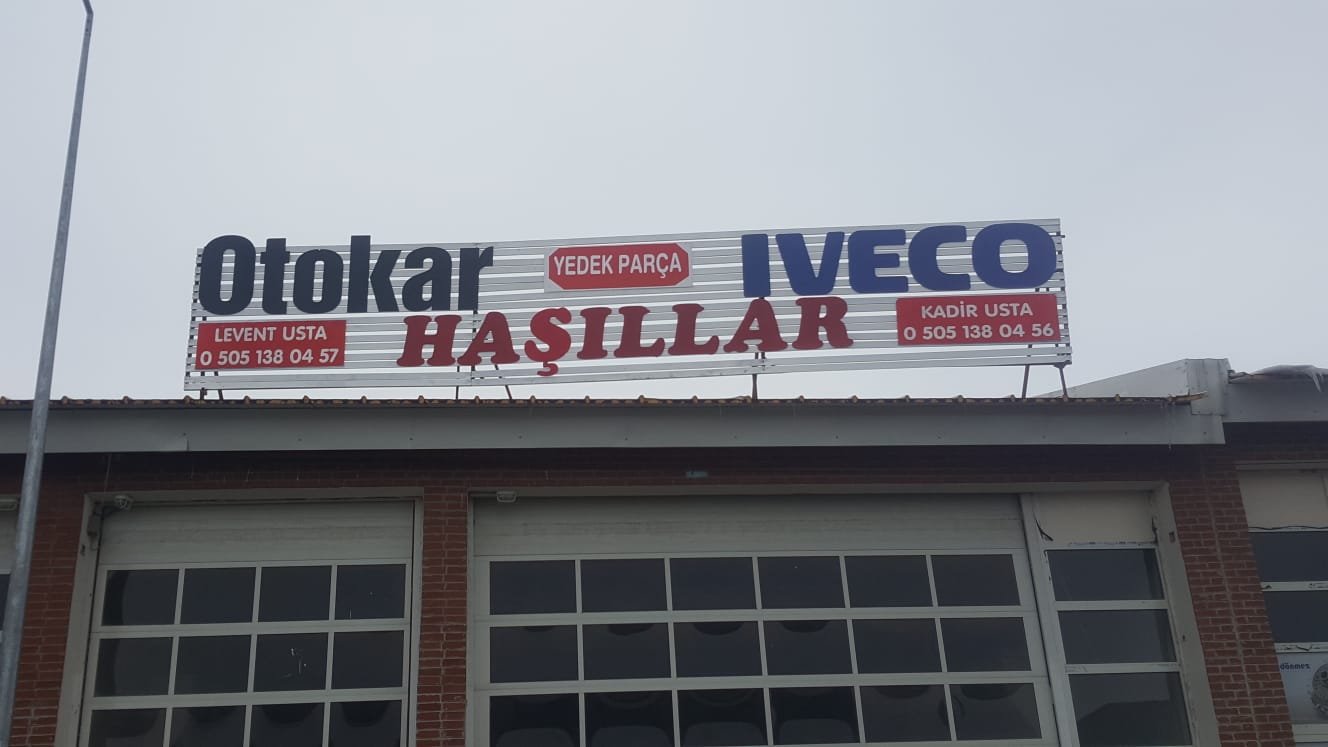 Otokar
YEDEK PARÇA
IVECO
LEVENT USTA
0 505 138 04 57
HAŞILLAR
KADİR USTA
0 505 138 04 56
dönmez